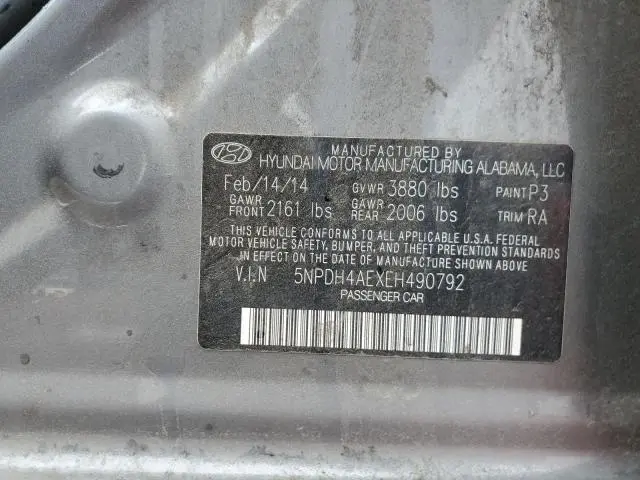 MANUFACTURED BY
HYUNDAI MOTOR MANUFACTURING ALABAMA, LLC
Feb/14/14 GVWR 3880 lbs PAINT P3
GAWR FRONT 2161 lbs GAWR REAR 2006 lbs TRIM RA
THIS VEHICLE CONFORMS TO ALL APPLICABLE U.S.A. FEDERAL
MOTOR VEHICLE SAFETY, BUMPER, AND THEFT PREVENTION STANDARDS
IN EFFECT ON THE DATE OF MANUFACTURE SHOWN ABOVE
V.I.N 5NPDH4AEXEH490792
PASSENGER CAR